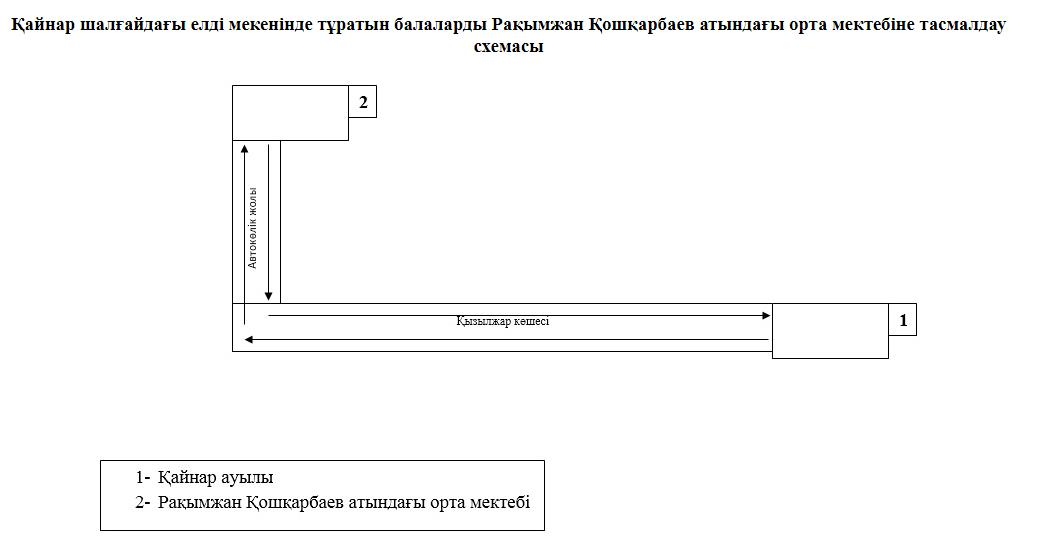 Қайнар шалғайдағы елді мекенінде тұратын балаларды Рақымжан Қошқарбаев атындағы орта мектебіне тасмалдау
схемасы
2
Автокөлік жолы
Қызылжар көшесі
1
1- Қайнар ауылы
2- Рақымжан Қошқарбаев атындағы орта мектебі